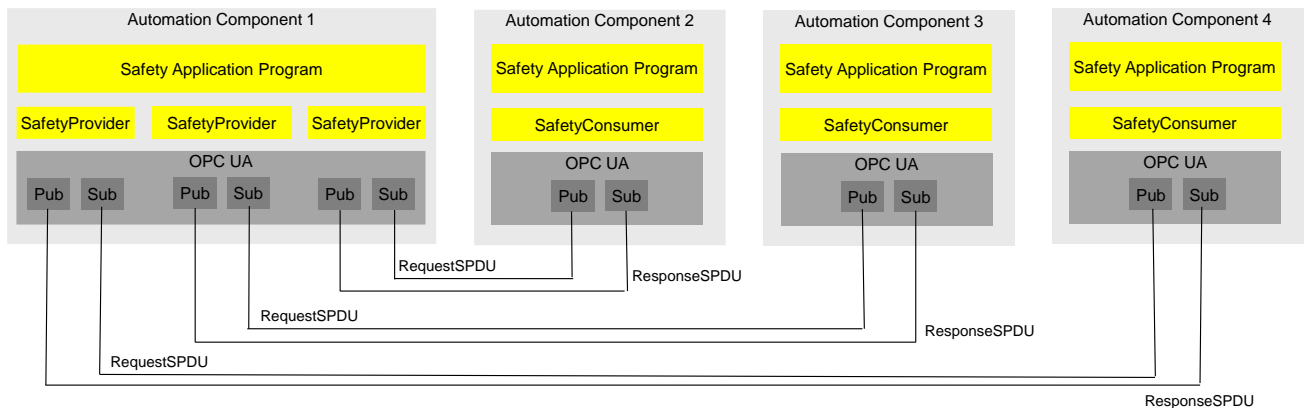 Automation Component 1
Automation Component 2
Automation Component 3
Automation Component 4
Safety Application Program
Safety Application Program
Safety Application Program
Safety Application Program
SafetyProvider
SafetyProvider
SafetyProvider
SafetyConsumer
SafetyConsumer
SafetyConsumer
OPC UA
OPC UA
OPC UA
OPC UA
Pub
Sub
Pub
Sub
Pub
Sub
Pub
Sub
Pub
Sub
Pub
Sub
RequestSPDU
ResponseSPDU
RequestSPDU
ResponseSPDU
RequestSPDU
ResponseSPDU